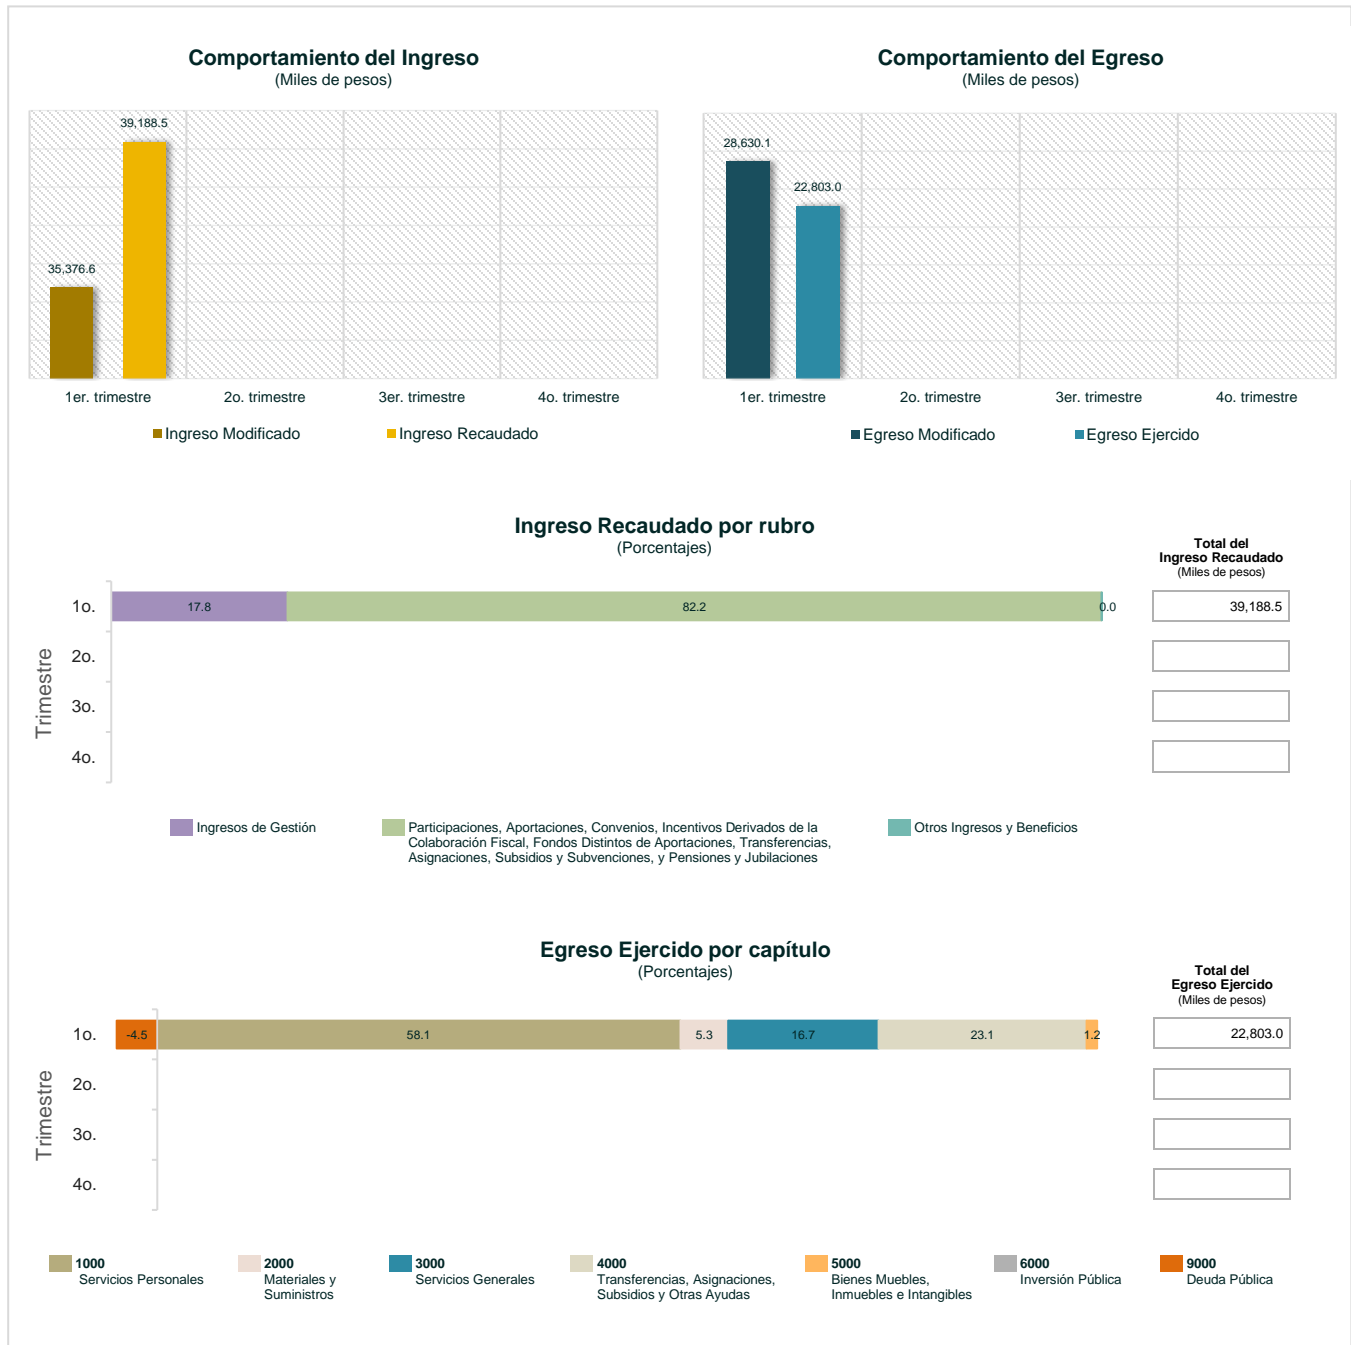 Comportamiento del Ingreso
(Miles de pesos)
39,188.5
35,376.6
1er. trimestre
2o. trimestre
3er. trimestre
4o. trimestre
Ingreso Modificado
Ingreso Recaudado
Comportamiento del Egreso
(Miles de pesos)
28,630.1
22,803.0
1er. trimestre
2o. trimestre
3er. trimestre
4o. trimestre
Egreso Modificado
Egreso Ejercido
Ingreso Recaudado por rubro
(Porcentajes)
Total del
Ingreso Recaudado
(Miles de pesos)
Trimestre
1o.
17.8
82.2
0.0
39,188.5
2o.
3o.
4o.
Ingresos de Gestión
Participaciones, Aportaciones, Convenios, Incentivos Derivados de la
Colaboración Fiscal, Fondos Distintos de Aportaciones, Transferencias,
Asignaciones, Subsidios y Subvenciones, y Pensiones y Jubilaciones
Otros Ingresos y Beneficios
Egreso Ejercido por capítulo
(Porcentajes)
Total del
Egreso Ejercido
(Miles de pesos)
Trimestre
1o.
-4.5
58.1
5.3
16.7
23.1
1.2
22,803.0
2o.
3o.
4o.
1000
Servicios Personales
2000
Materiales y
Suministros
3000
Servicios Generales
4000
Transferencias, Asignaciones,
Subsidios y Otras Ayudas
5000
Bienes Muebles,
Inmuebles e Intangibles
6000
Inversión Pública
9000
Deuda Pública